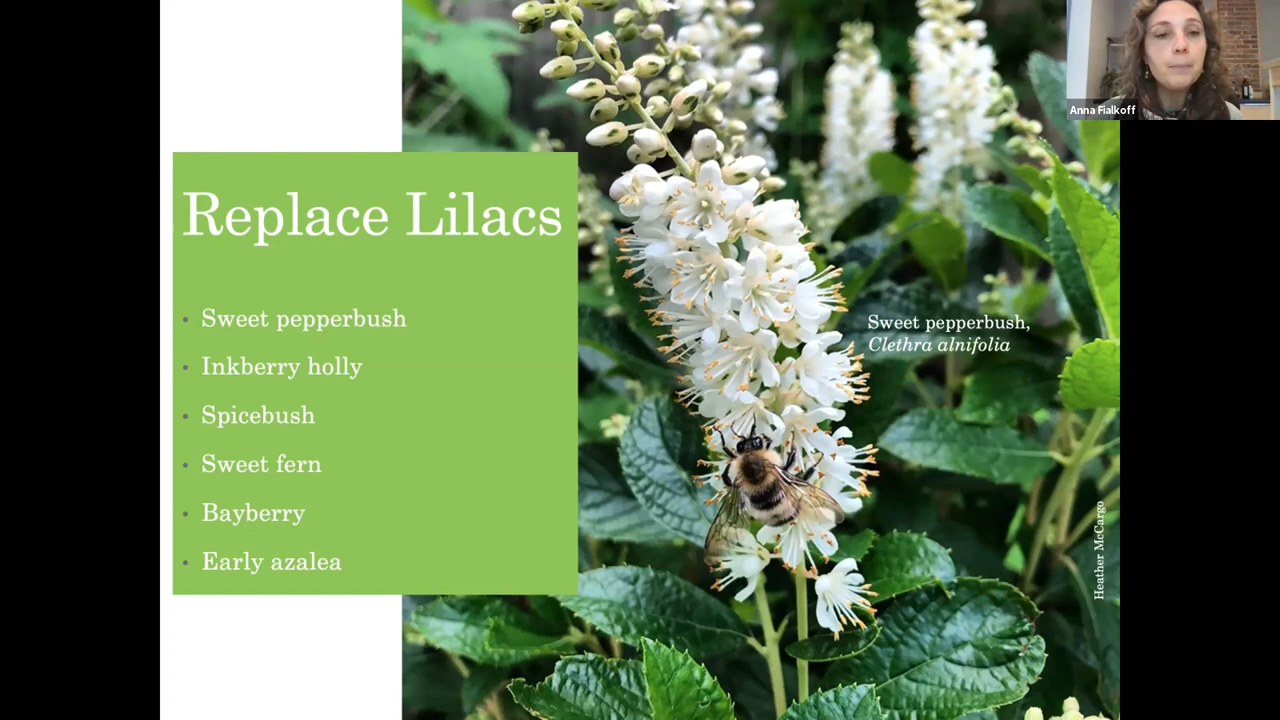 Anna Fialkoff
Replace Lilacs
• Sweet pepperbush
• Inkberry holly
• Spicebush
• Sweet fern
• Bayberry
• Early azalea
Sweet pepperbush,
Clethra alnifolia
Heather McCargo